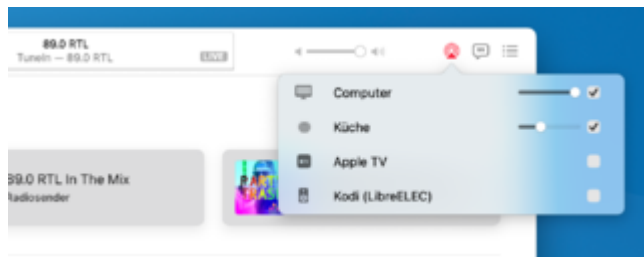 89.0 RTL
TuneIn — 89.0 RTL
LIVE
Computer
Küche
Apple TV
Kodi (LibreELEC)
89.0 RTL In The Mix
Radiosender